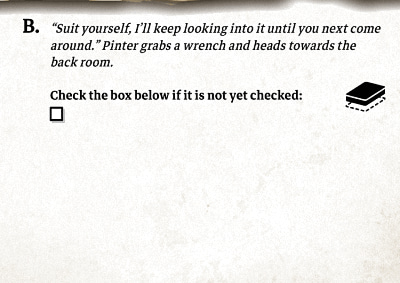 B. “Suit yourself, I’ll keep looking into it until you next come
around.” Pinter grabs a wrench and heads towards the
back room.
Check the box below if it is not yet checked: